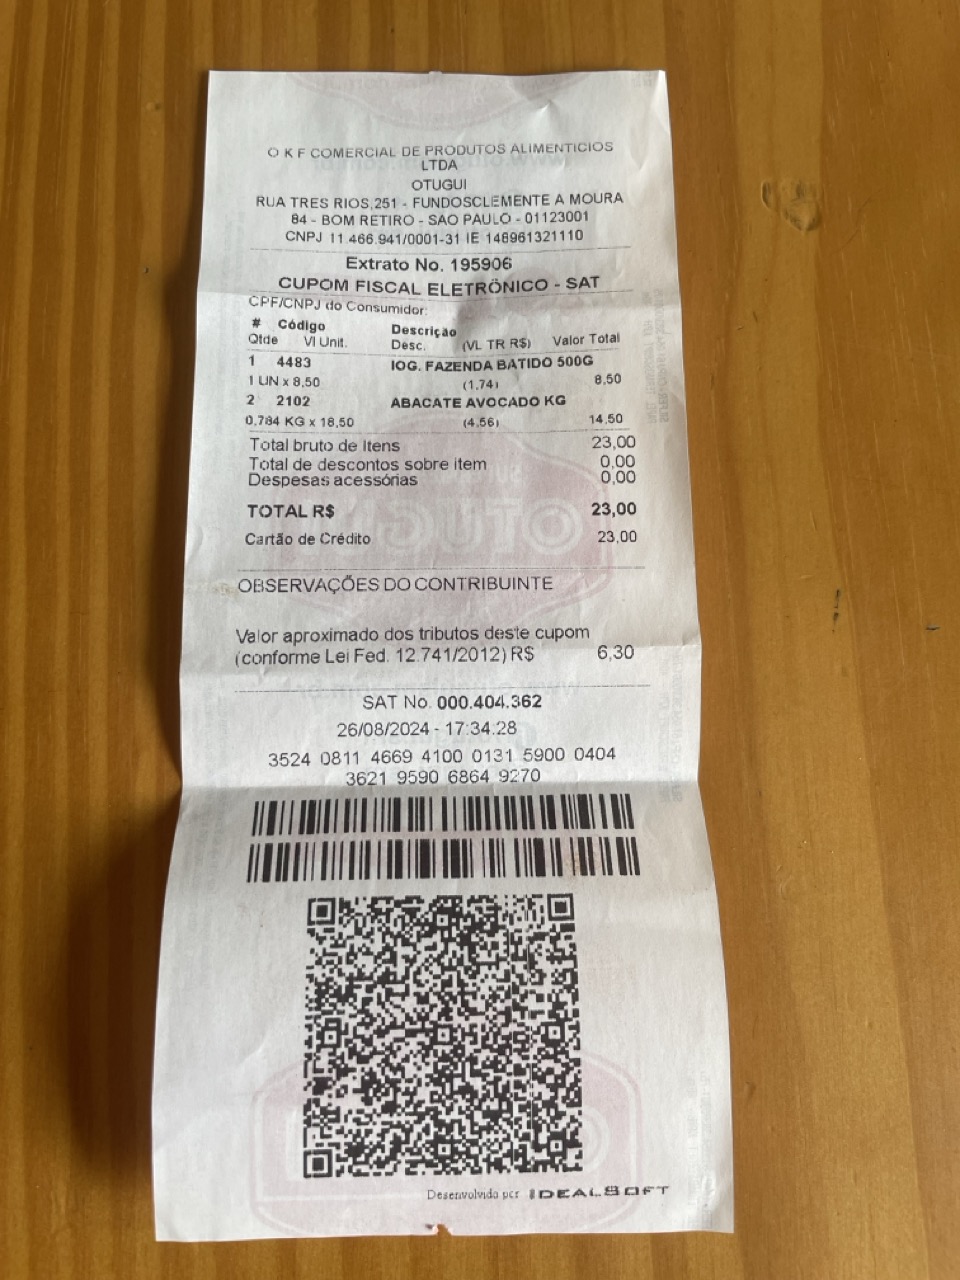 O K F COMERCIAL DE PRODUTOS ALIMENTICIOS
LTDA
OTUGUI
RUA TRES RIOS,251 - FUNDOSCLEMENTE A MOURA
84 - BOM RETIRO - SAO PAULO - 01123001
CNPJ 11.466.941/0001-31 IE 148961321110
Extrato No. 195906
CUPOM FISCAL ELETRÔNICO - SAT
CPF/CNPJ do Consumidor:
# Código Descrição
Qtde Vl Unit. Desc. (VL TR R$) Valor Total
1 4483 IOG. FAZENDA BATIDO 500G
1 UN x 8,50 (1,74) 8,50
2 2102 ABACATE AVOCADO KG
0,784 KG x 18,50 (4,56) 14,50
Total bruto de Itens 23,00
Total de descontos sobre item 0,00
Despesas acessórias 0,00
TOTAL R$ 23,00
Cartão de Crédito 23,00
OBSERVAÇÕES DO CONTRIBUINTE
Valor aproximado dos tributos deste cupom
(conforme Lei Fed. 12.741/2012) R$ 6,30
SAT No. 000.404.362
26/08/2024 - 17:34:28
3524 0811 4669 4100 0131 5900 0404
3621 9590 6864 9270
Desenvolvido por IDEALSOFT